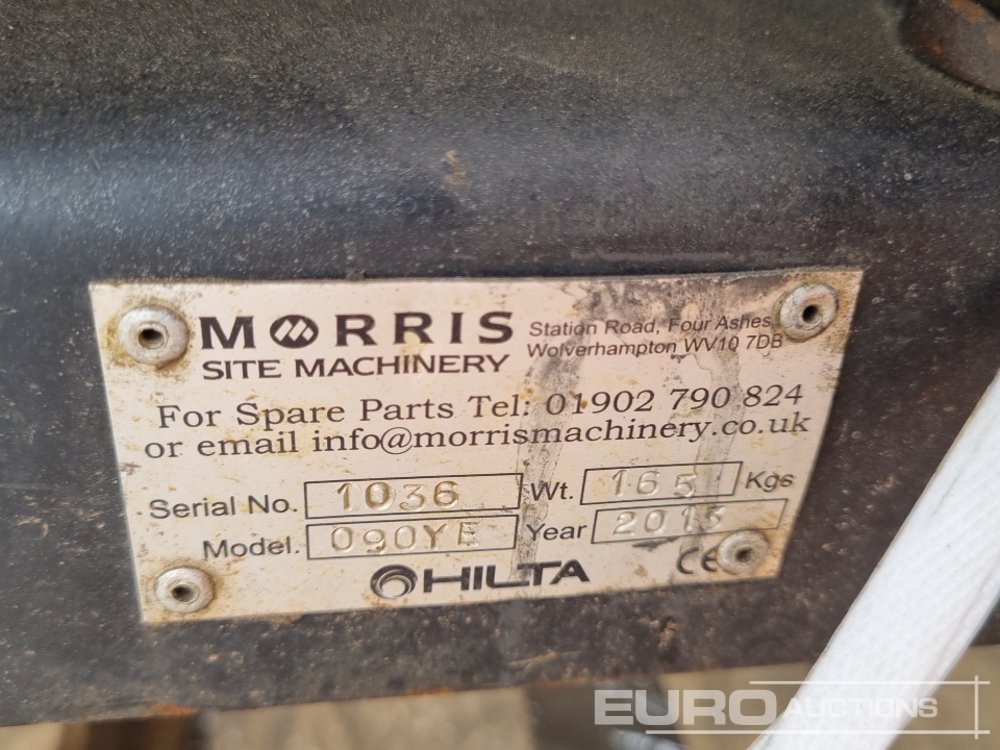 MORRIS
SITE MACHINERY
Station Road, Four Ashes,
Wolverhampton WV10 7DB
For Spare Parts Tel: 01902 790 824
or email info@morrismachinery.co.uk
Serial No. 1036 Wt. 165 Kgs
Model. 090YE Year 2013
HILTA CE
EURO AUCTIONS